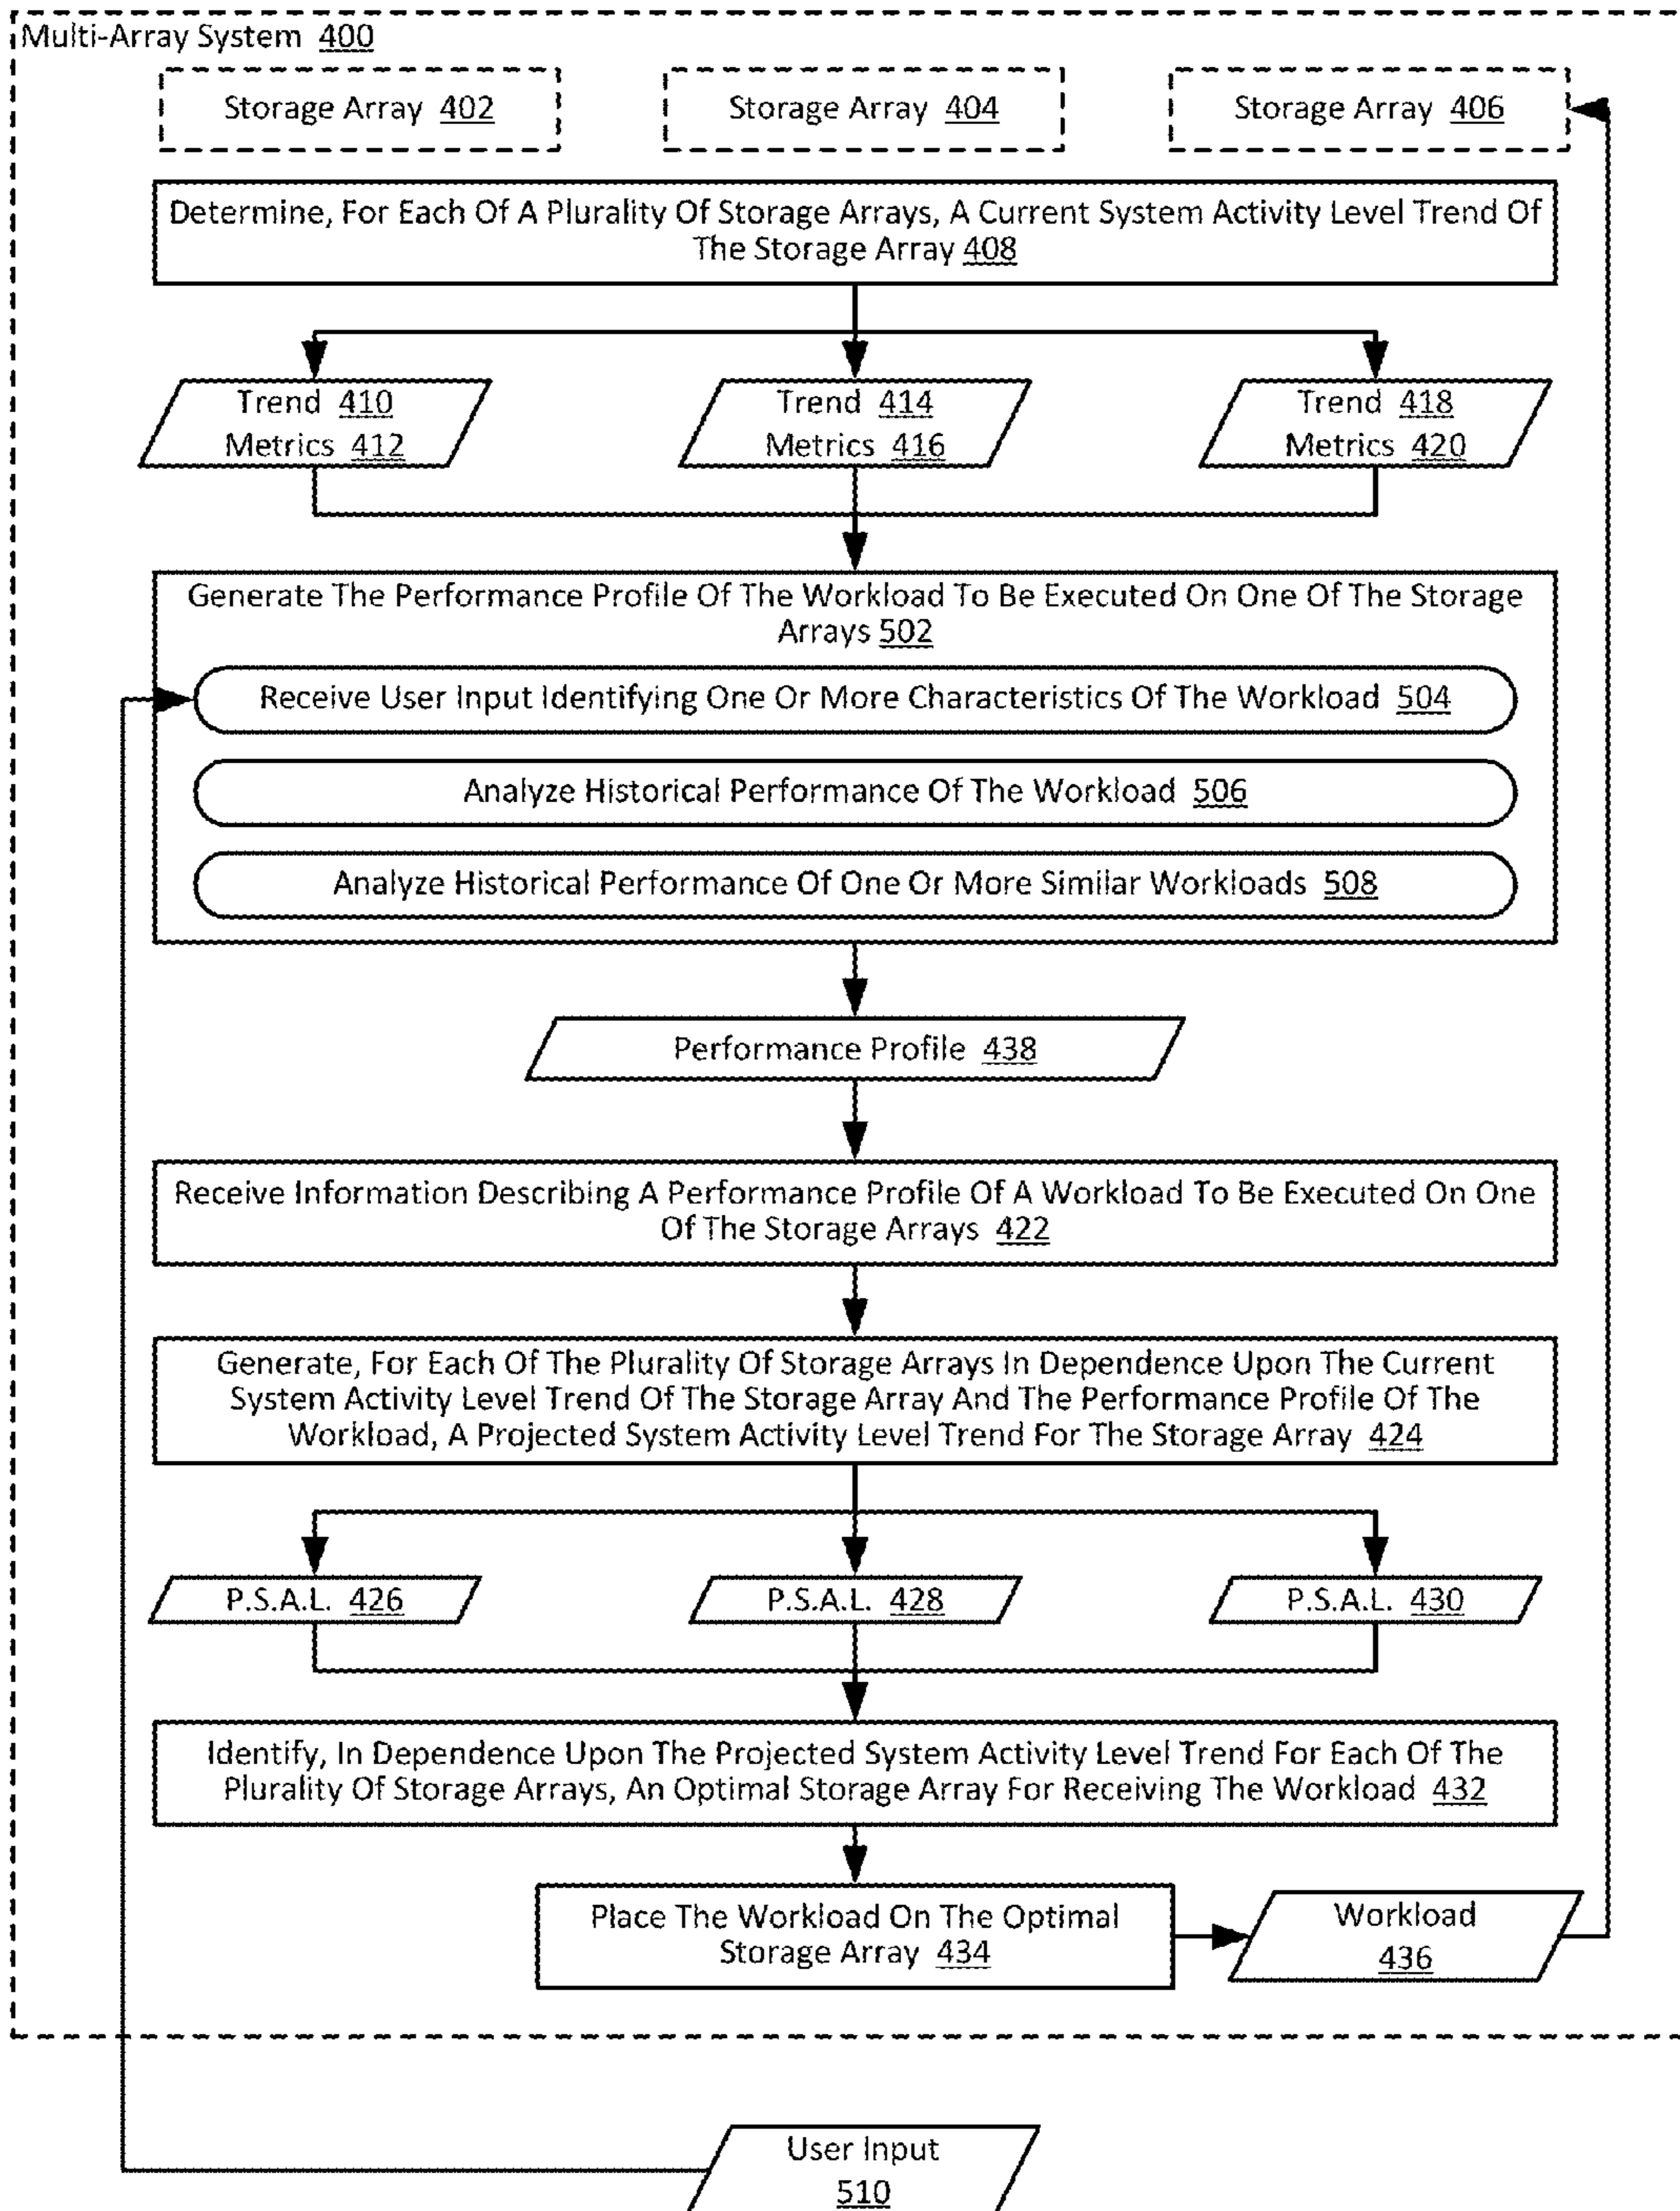 Multi-Array System 400
Storage Array 402
Storage Array 404
Storage Array 406
Determine, For Each Of A Plurality Of Storage Arrays, A Current System Activity Level Trend Of
The Storage Array 408
Trend 410
Metrics 412
Trend 414
Metrics 416
Trend 418
Metrics 420
Generate The Performance Profile Of The Workload To Be Executed On One Of The Storage
Arrays 502
Receive User Input Identifying One Or More Characteristics Of The Workload 504
Analyze Historical Performance Of The Workload 506
Analyze Historical Performance Of One Or More Similar Workloads 508
Performance Profile 438
Receive Information Describing A Performance Profile Of A Workload To Be Executed On One
Of The Storage Arrays 422
Generate, For Each Of The Plurality Of Storage Arrays In Dependence Upon The Current
System Activity Level Trend Of The Storage Array And The Performance Profile Of The
Workload, A Projected System Activity Level Trend For The Storage Array 424
P.S.A.L. 426
P.S.A.L. 428
P.S.A.L. 430
Identify, In Dependence Upon The Projected System Activity Level Trend For Each Of The
Plurality Of Storage Arrays, An Optimal Storage Array For Receiving The Workload 432
Place The Workload On The Optimal
Storage Array 434
Workload
436
User Input
510